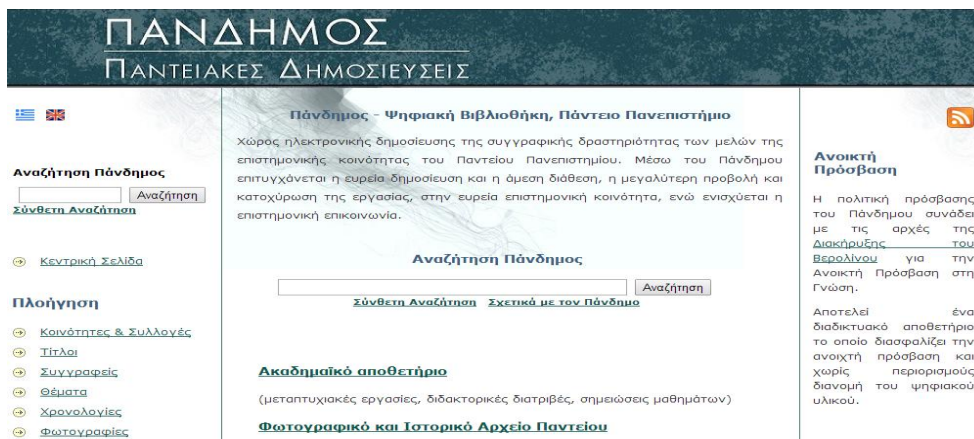 ΠΑΝΔΗΜΟΣ
ΠΑΝΤΕΙΑΚΕΣ ΔΗΜΟΣΙΕΥΣΕΙΣ
Αναζήτηση Πάνδημος
Αναζήτηση
Σύνθετη Αναζήτηση
Κεντρική Σελίδα
Πλοήγηση
Κοινότητες & Συλλογές
Τίτλοι
Συγγραφείς
Θέματα
Χρονολογίες
Φωτογραφίες
Πάνδημος - Ψηφιακή Βιβλιοθήκη, Πάντειο Πανεπιστήμιο
Χώρος ηλεκτρονικής δημοσίευσης της συγγραφικής δραστηριότητας των μελών της
επιστημονικής κοινότητας του Παντείου Πανεπιστημίου. Μέσω του Πάνδημου
επιτυγχάνεται η ευρεία δημοσίευση και η άμεση διάθεση, η μεγαλύτερη προβολή και
κατοχύρωση της εργασίας, στην ευρεία επιστημονική κοινότητα, ενώ ενισχύεται η
επιστημονική επικοινωνία.
Αναζήτηση Πάνδημος
Αναζήτηση
Σύνθετη Αναζήτηση Σχετικά με τον Πάνδημο
Ακαδημαϊκό αποθετήριο
(μεταπτυχιακές εργασίες, διδακτορικές διατριβές, σημειώσεις μαθημάτων)
Φωτογραφικό και Ιστορικό Αρχείο Παντείου
Ανοικτή
Πρόσβαση
Η πολιτική πρόσβασης
του Πάνδημου συνάδει
με τις αρχές της
Διακήρυξης του
Βερολίνου για την
Ανοικτή Πρόσβαση στη
Γνώση.
Αποτελεί ένα
διαδικτυακό αποθετήριο
το οποίο διασφαλίζει την
ανοιχτή πρόσβαση και
χωρίς περιορισμούς
διανομή του ψηφιακού
υλικού.